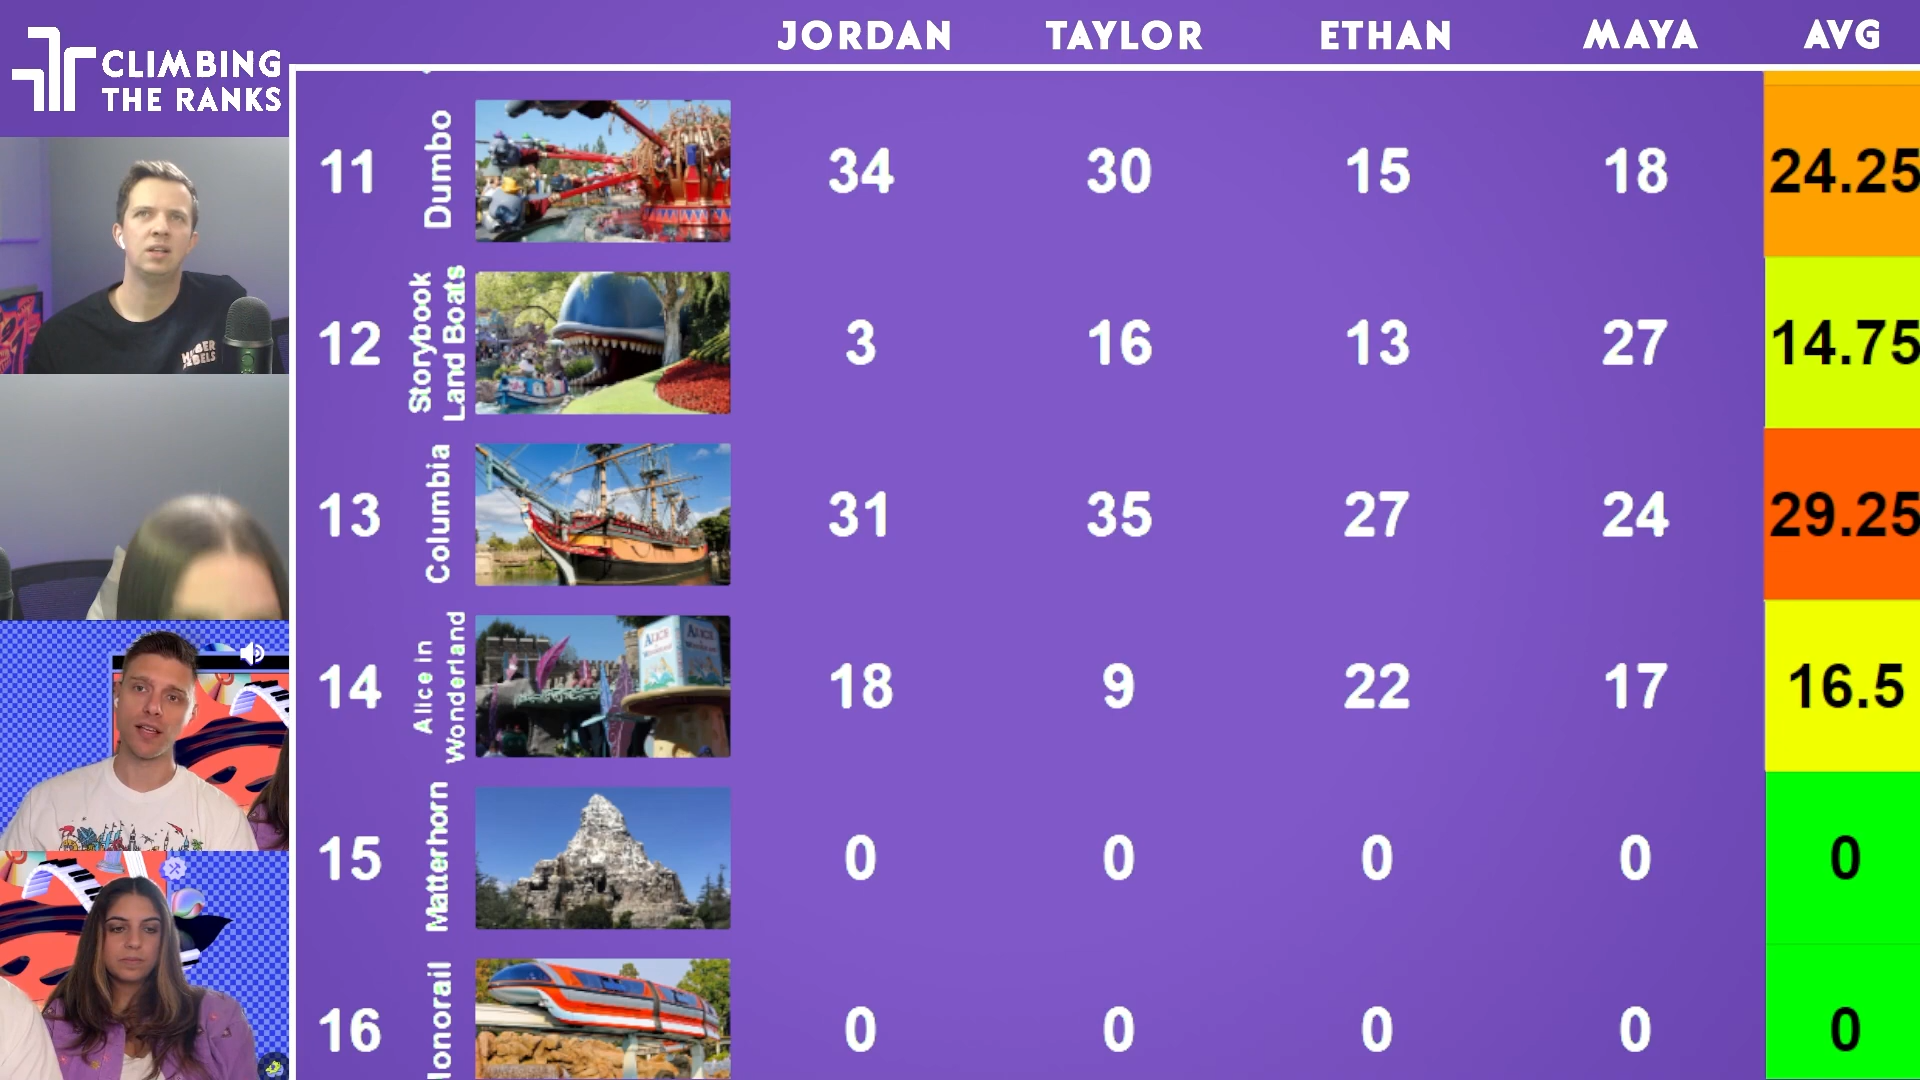 CLIMBING
THE RANKS
JORDAN TAYLOR ETHAN MAYA AVG
11 Dumbo 34 30 15 18 24.25
12 Storybook
Land Boats 3 16 13 27 14.75
13 Columbia 31 35 27 24 29.25
14 Alice in
Wonderland 18 9 22 17 16.5
15 Matterhorn 0 0 0 0 0
16 onorail 0 0 0 0 0